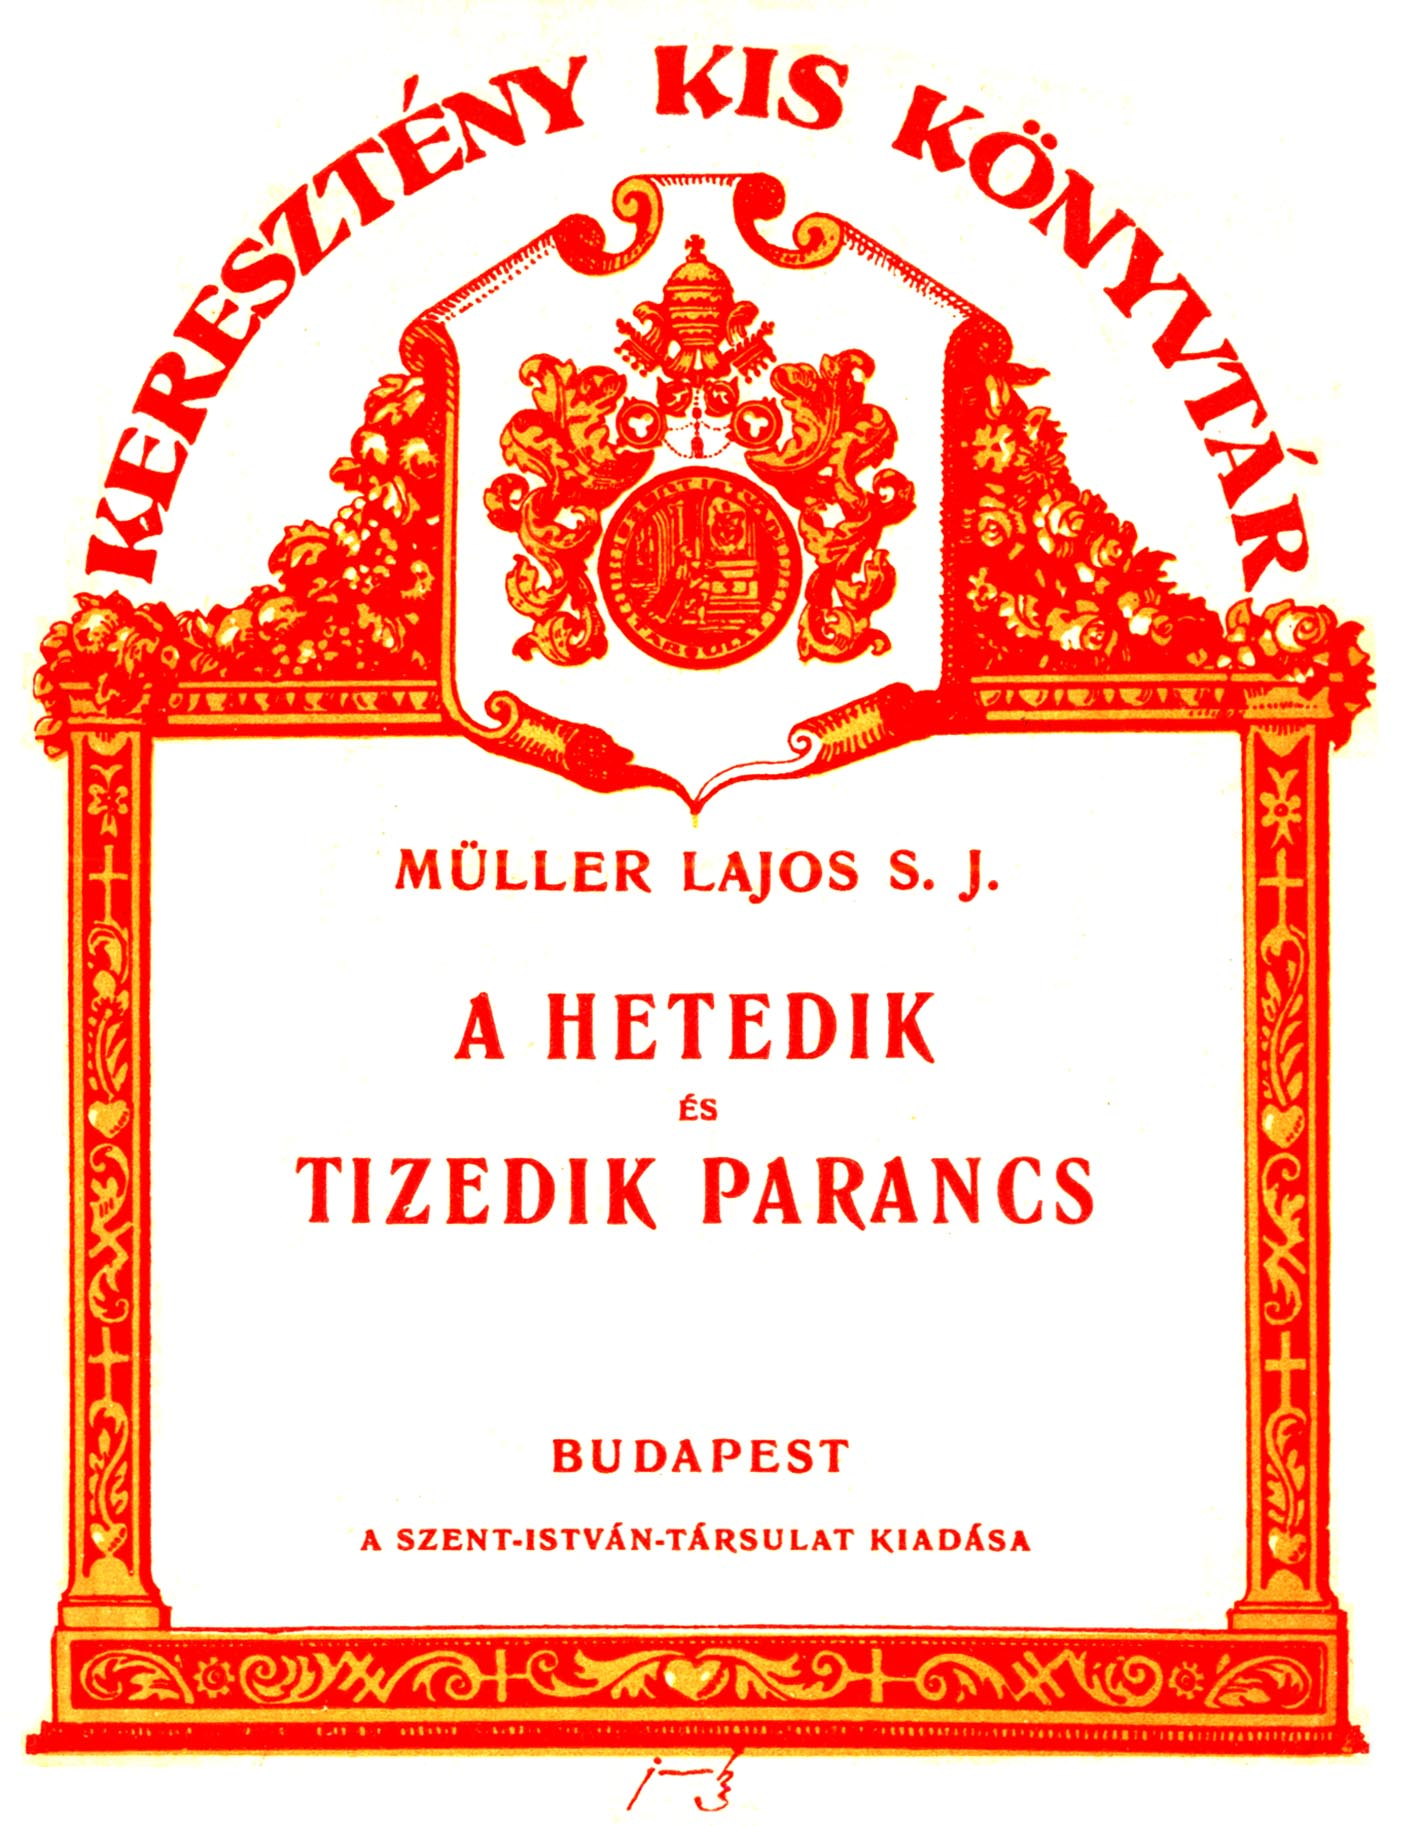 KERESZTÉNY KIS KÖNYVTÁR
MÜLLER LAJOS S. J.
A HETEDIK
ÉS
TIZEDIK PARANCS
BUDAPEST
A SZENT-ISTVÁN-TÁRSULAT KIADÁSA